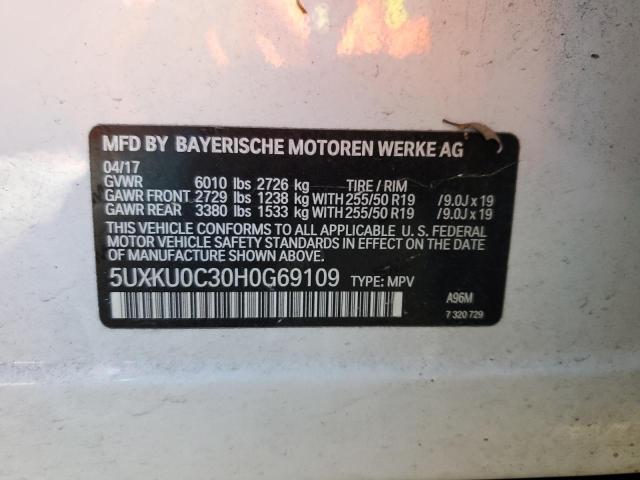 MFD BY BAYERISCHE MOTOREN WERKE AG
04/17
GVWR 6010 lbs 2726 kg TIRE / RIM
GAWR FRONT 2729 lbs 1238 kg WITH 255/50 R19 /9.0J x 19
GAWR REAR 3380 lbs 1533 kg WITH 255/50 R19 /9.0J x 19
THIS VEHICLE CONFORMS TO ALL APPLICABLE U. S. FEDERAL
MOTOR VEHICLE SAFETY STANDARDS IN EFFECT ON THE DATE OF
MANUFACTURE SHOWN ABOVE.
5UXKU0C30H0G69109 TYPE: MPV
A96M
7 320 729